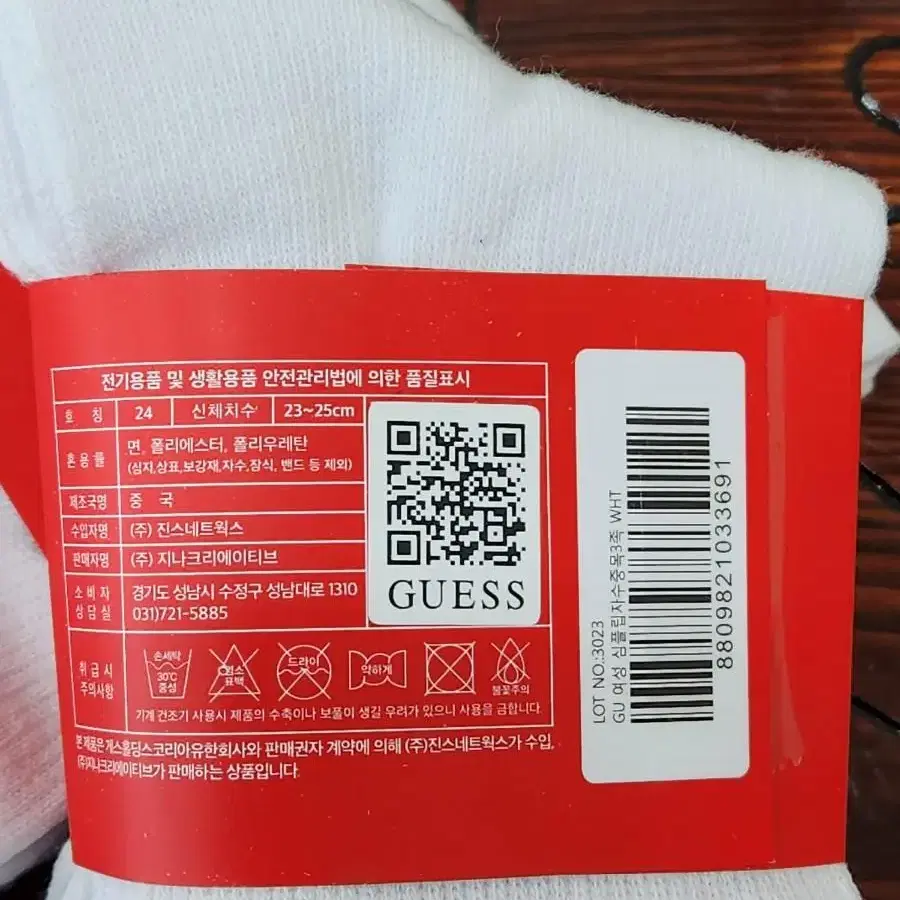 전기용품 및 생활용품 안전관리법에 의한 품질표시
호 칭 24 신체치수 23~25cm
혼 용 률 면, 폴리에스터, 폴리우레탄
(심지,상표,보강재,자수,장식, 밴드 등 제외)
제조국명 중 국
수입자명 (주) 진스네트웍스
판매자명 (주) 지나크리에이티브
소 비 자
상 담 실
경기도 성남시 수정구 성남대로 1310
031)721-5885
GUESS
취 급 시
주의사항
손세탁
30℃
중성
염소
표백
드라이
약하게
불꽃주의
기계 건조기 사용시 제품의 수축이나 보풀이 생길 우려가 있으니 사용을 금합니다.
본 제품은 게스홀딩스코리아유한회사와 판매권자 계약에 의해 (주)진스네트웍스가 수입,
(주)지나크리에이티브가 판매하는 상품입니다.
LOT NO.:3023
GU 여성 심플립자수중목3족 WHT
8809821033691